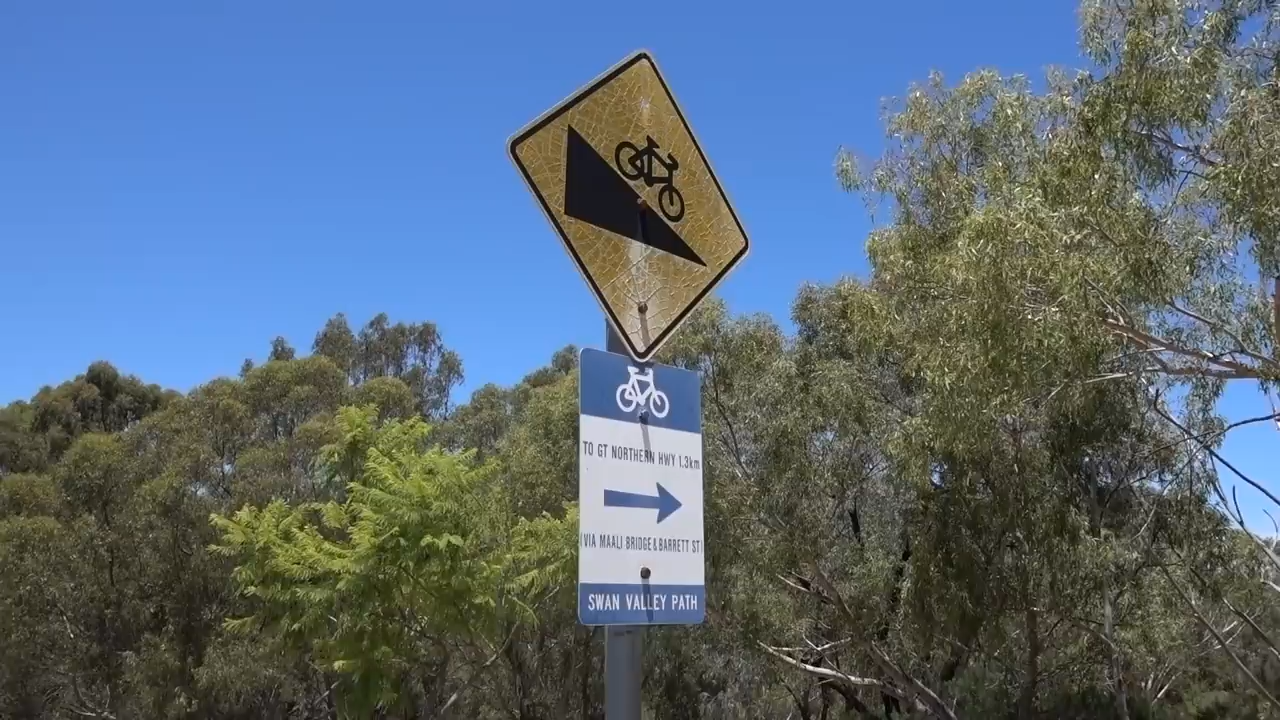 TO GT NORTHERN HWY 1.3km
(VIA MAALI BRIDGE & BARRETT ST)
SWAN VALLEY PATH